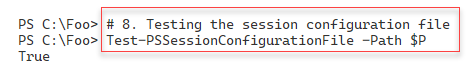 PS C:\Foo> # 8. Testing the session configuration file
PS C:\Foo> Test-PSSessionConfigurationFile -Path $P
True